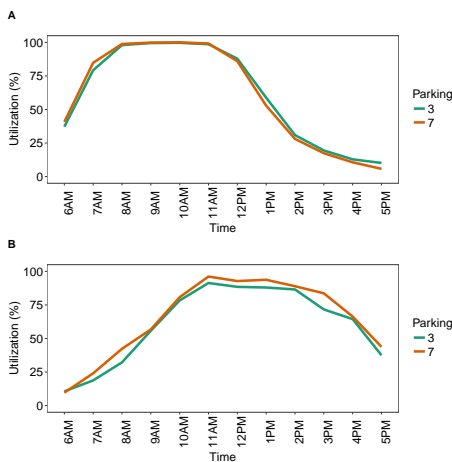 A
100
75
50
25
0
Utilization (%)
6AM
7AM
8AM
9AM
10AM
11AM
12PM
1PM
2PM
3PM
4PM
5PM
Time
Parking
3
7
B
100
75
50
25
0
Utilization (%)
6AM
7AM
8AM
9AM
10AM
11AM
12PM
1PM
2PM
3PM
4PM
5PM
Time
Parking
3
7